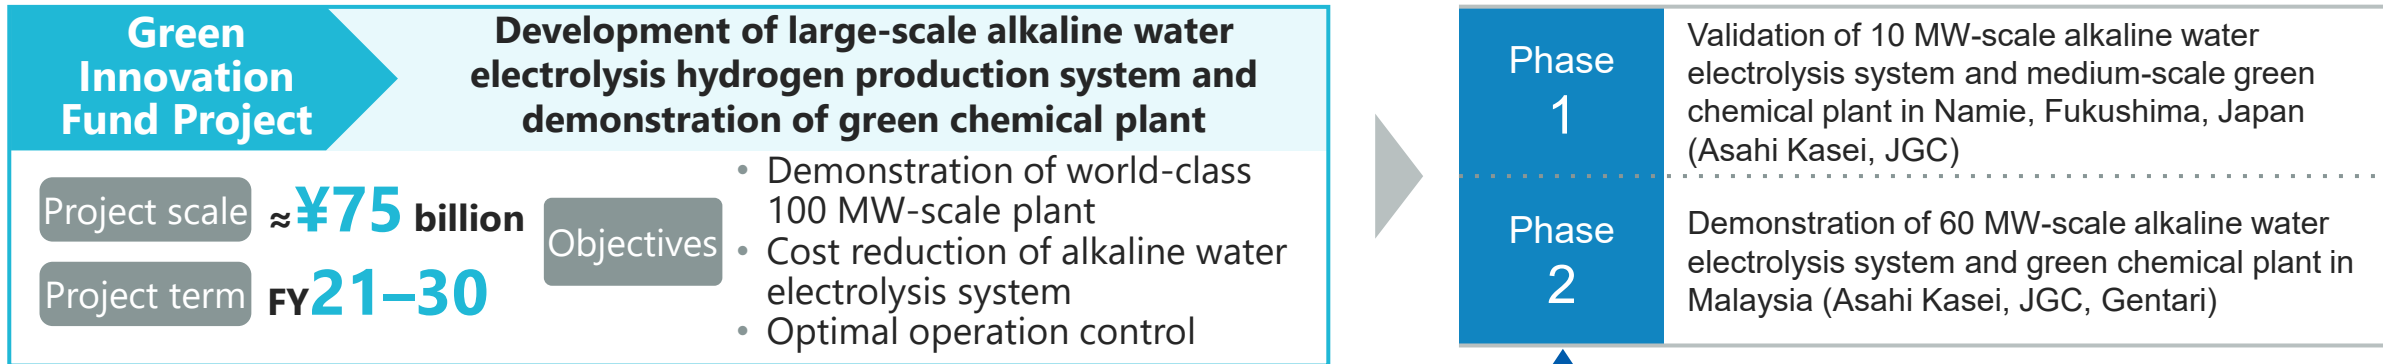 Green
Innovation
Fund Project
Development of large-scale alkaline water
electrolysis hydrogen production system and
demonstration of green chemical plant
Project scale
≈¥75 billion
Project term
FY21–30
Objectives
• Demonstration of world-class
100 MW-scale plant
• Cost reduction of alkaline water
electrolysis system
• Optimal operation control
Phase
1
Validation of 10 MW-scale alkaline water
electrolysis system and medium-scale green
chemical plant in Namie, Fukushima, Japan
(Asahi Kasei, JGC)
Phase
2
Demonstration of 60 MW-scale alkaline water
electrolysis system and green chemical plant in
Malaysia (Asahi Kasei, JGC, Gentari)